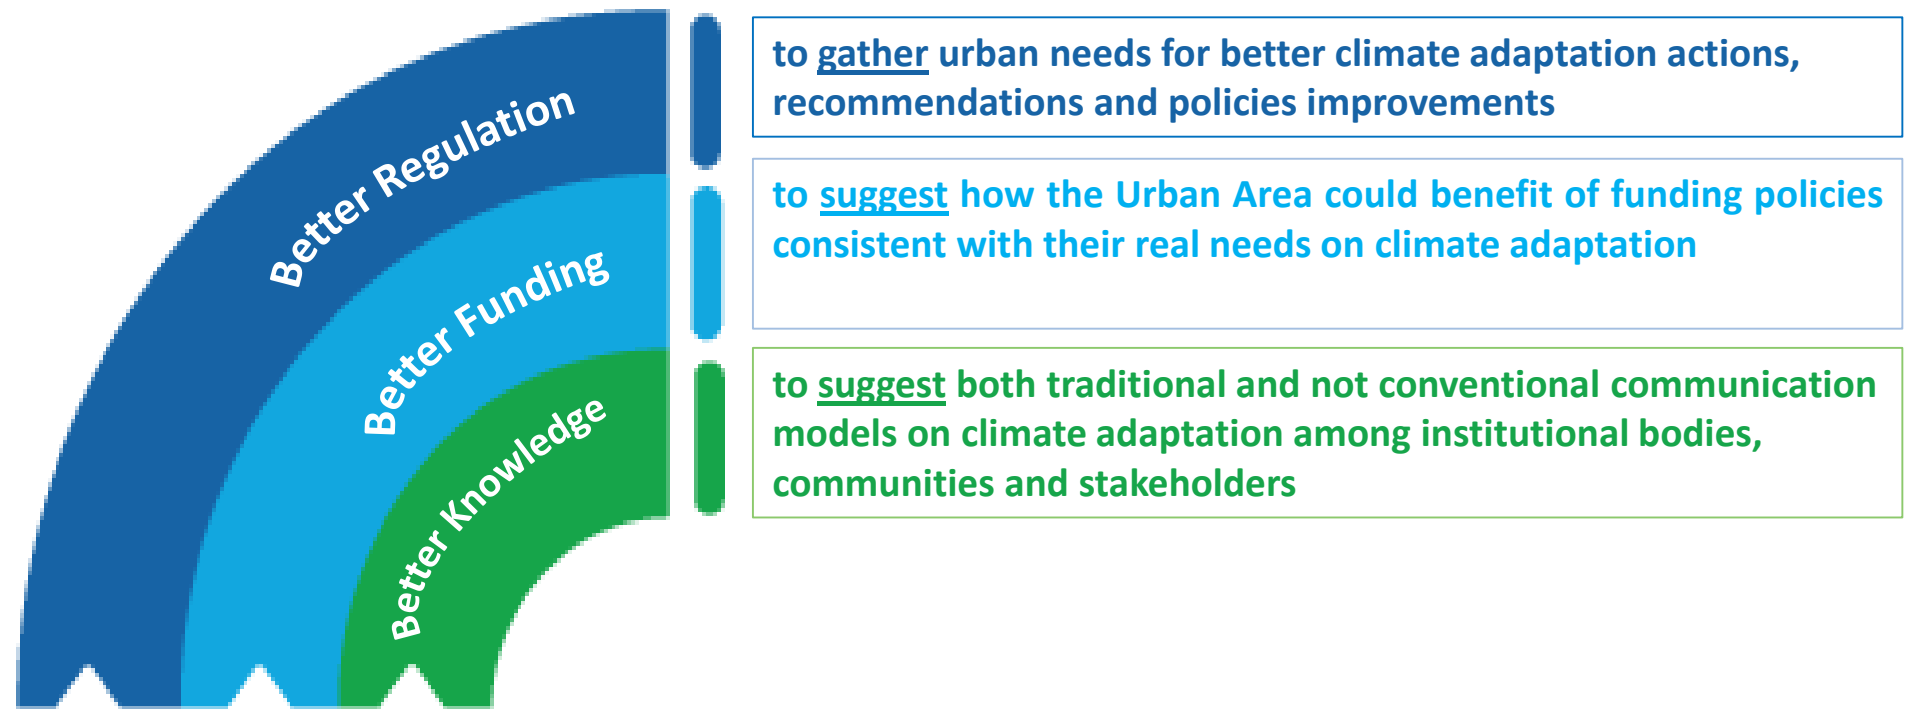 Better Regulation
to gather urban needs for better climate adaptation actions,
recommendations and policies improvements
Better Funding
to suggest how the Urban Area could benefit of funding policies
consistent with their real needs on climate adaptation
Better Knowledge
to suggest both traditional and not conventional communication
models on climate adaptation among institutional bodies,
communities and stakeholders